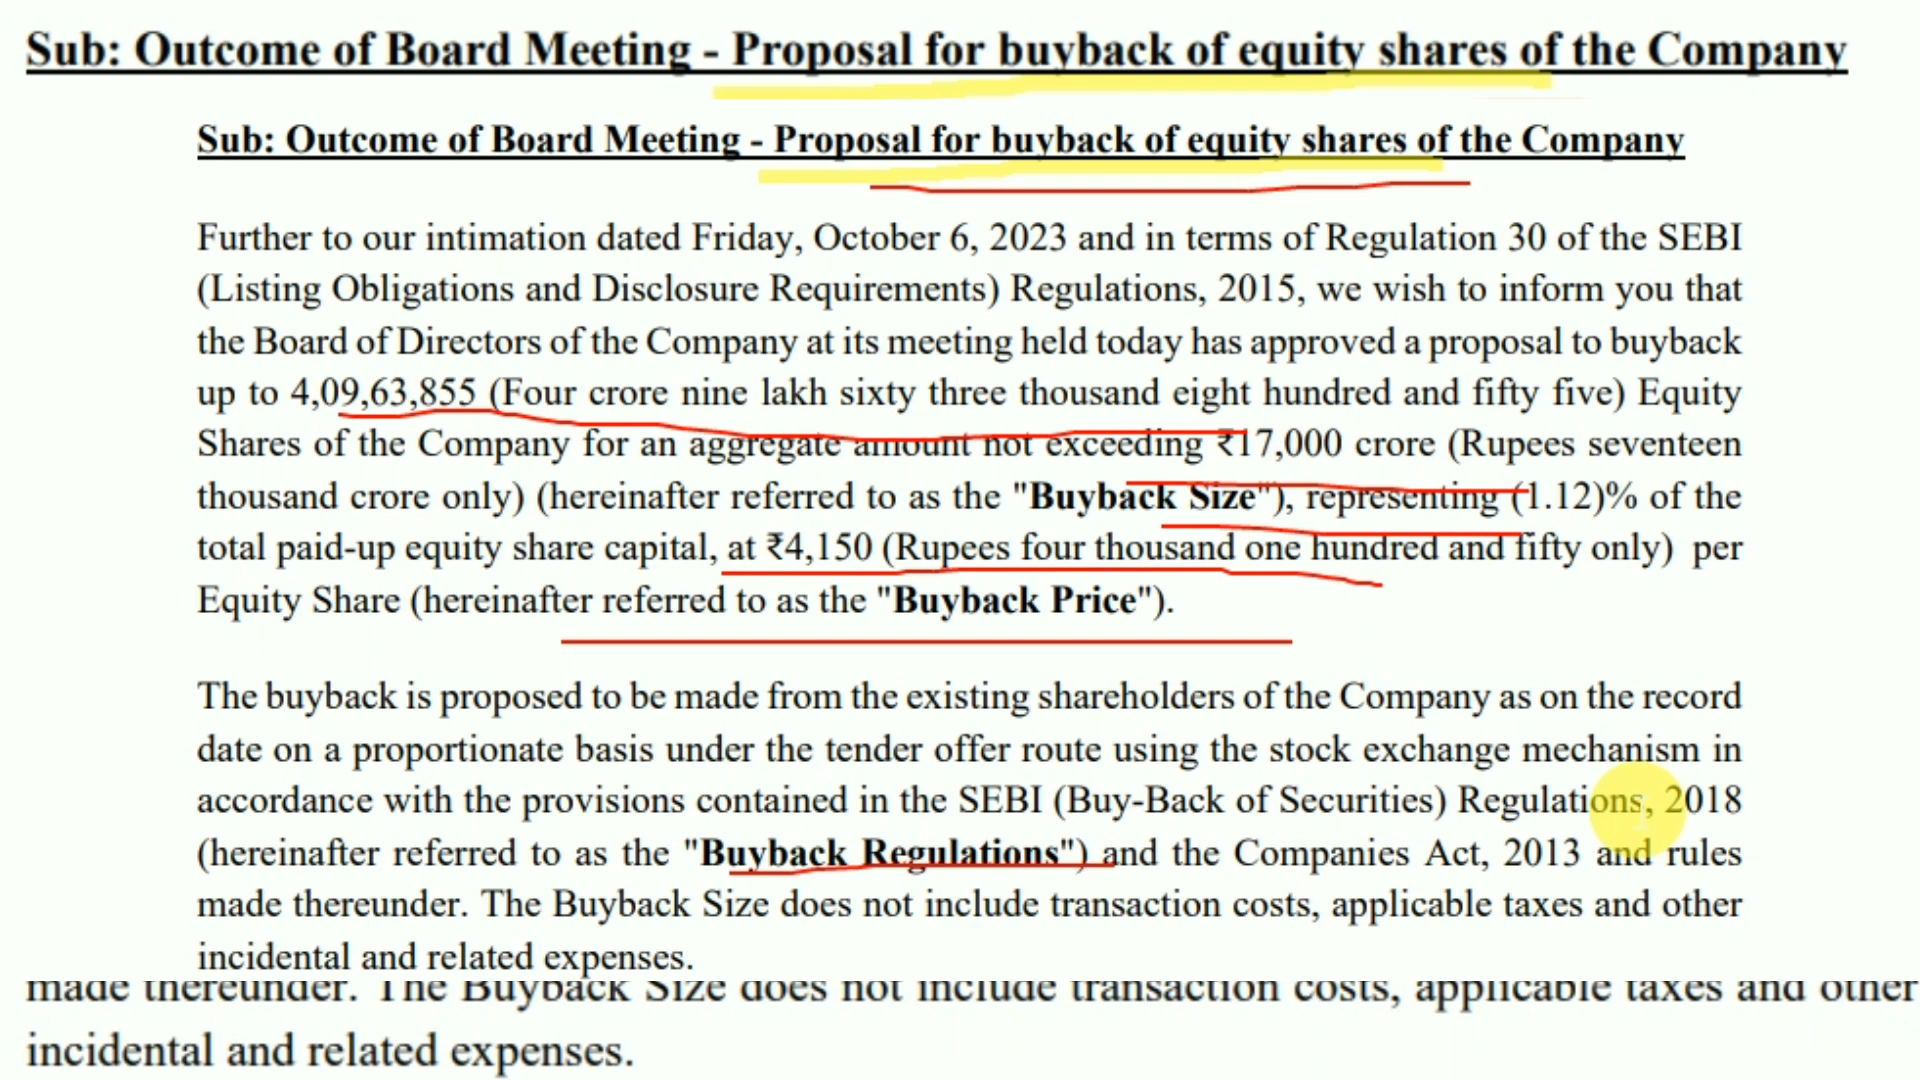 Sub: Outcome of Board Meeting - Proposal for buyback of equity shares of the Company
Sub: Outcome of Board Meeting - Proposal for buyback of equity shares of the Company
Further to our intimation dated Friday, October 6, 2023 and in terms of Regulation 30 of the SEBI
(Listing Obligations and Disclosure Requirements) Regulations, 2015, we wish to inform you that
the Board of Directors of the Company at its meeting held today has approved a proposal to buyback
up to 4,09,63,855 (Four crore nine lakh sixty three thousand eight hundred and fifty five) Equity
Shares of the Company for an aggregate amount not exceeding ₹17,000 crore (Rupees seventeen
thousand crore only) (hereinafter referred to as the "Buyback Size"), representing (1.12)% of the
total paid-up equity share capital, at ₹4,150 (Rupees four thousand one hundred and fifty only) per
Equity Share (hereinafter referred to as the "Buyback Price").
The buyback is proposed to be made from the existing shareholders of the Company as on the record
date on a proportionate basis under the tender offer route using the stock exchange mechanism in
accordance with the provisions contained in the SEBI (Buy-Back of Securities) Regulations, 2018
(hereinafter referred to as the "Buyback Regulations") and the Companies Act, 2013 and rules
made thereunder. The Buyback Size does not include transaction costs, applicable taxes and other
incidental and related expenses.
made thereunder. The Buyback Size does not include transaction costs, applicable taxes and other
incidental and related expenses.